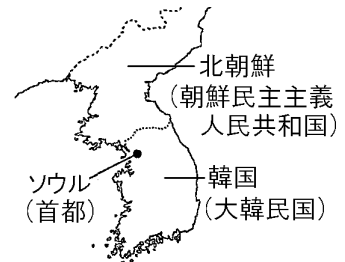 北朝鮮
(朝鮮民主主義
人民共和国)
ソウル
(首都)
韓国
(大韓民国)